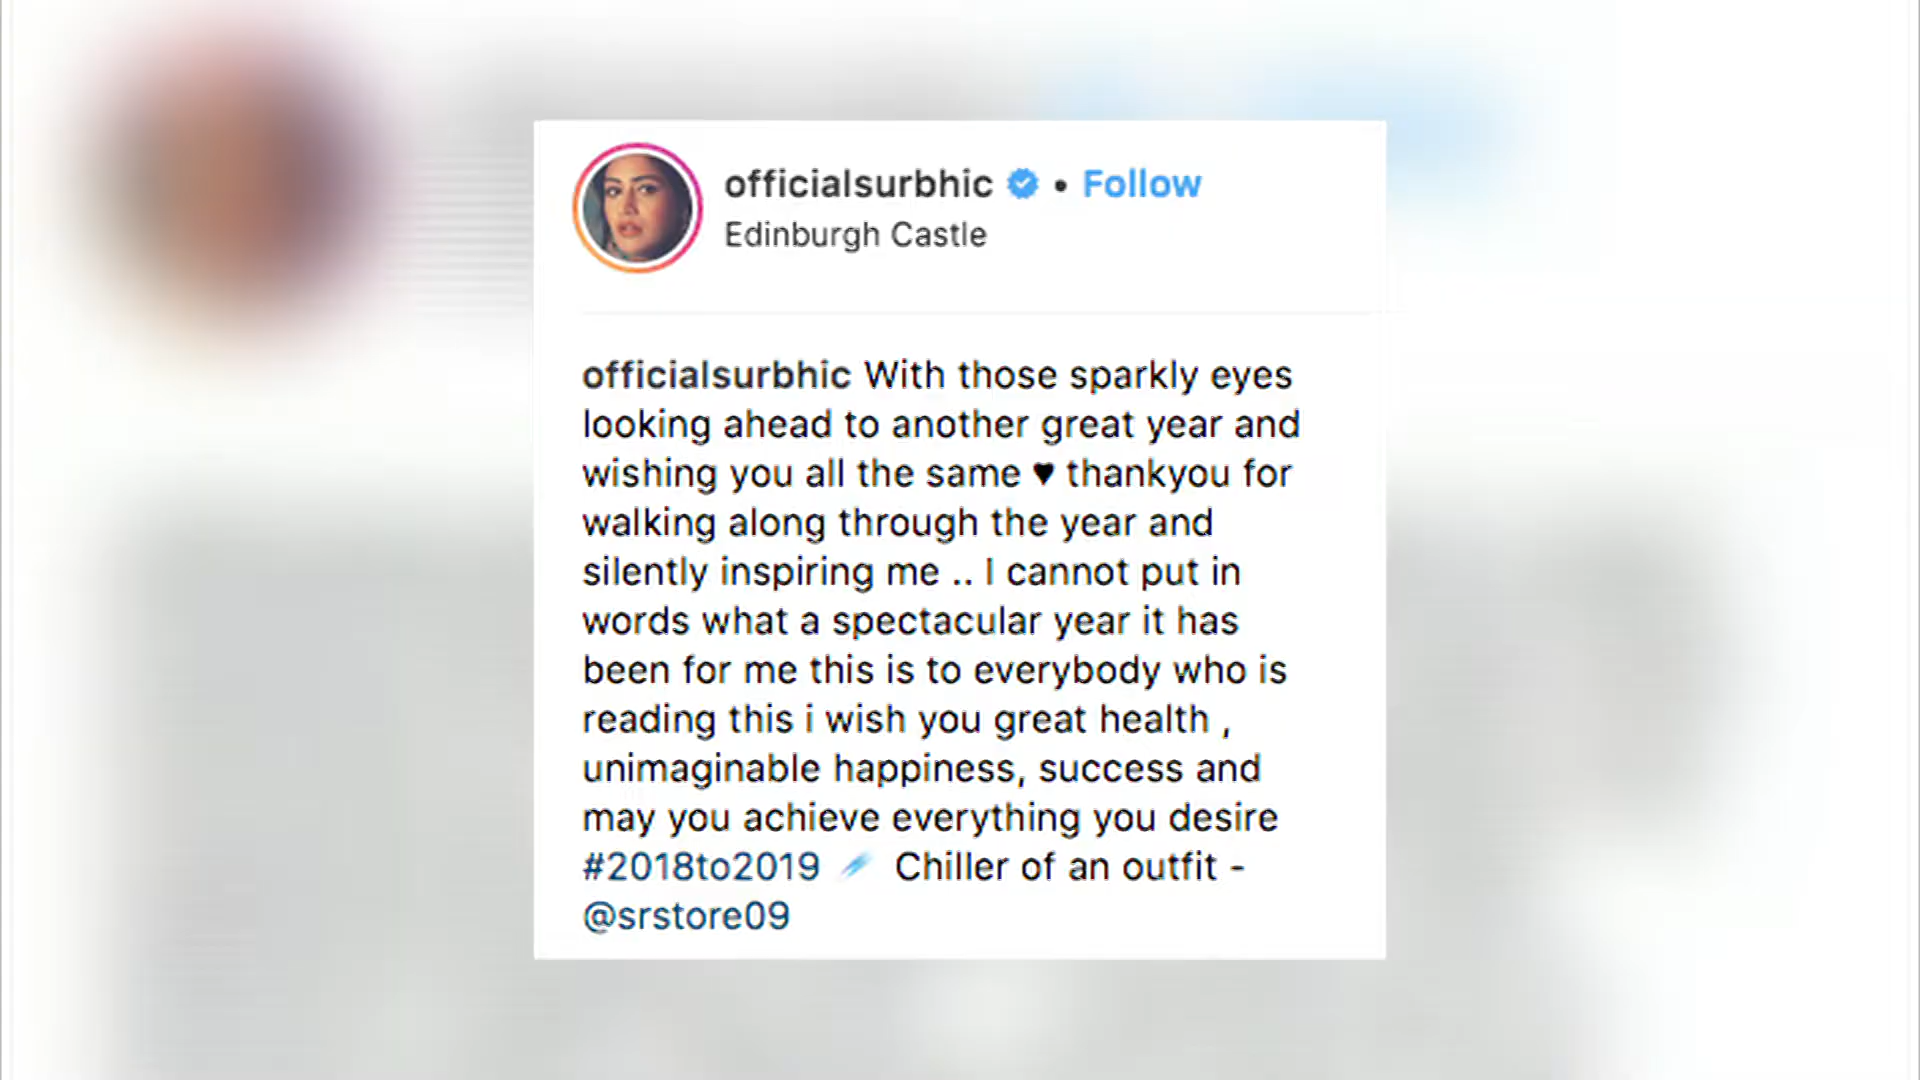 officialsurbhic • Follow
Edinburgh Castle
officialsurbhic With those sparkly eyes
looking ahead to another great year and
wishing you all the same ♥ thankyou for
walking along through the year and
silently inspiring me .. I cannot put in
words what a spectacular year it has
been for me this is to everybody who is
reading this i wish you great health ,
unimaginable happiness, success and
may you achieve everything you desire
#2018to2019 ☄ Chiller of an outfit -
@srstore09